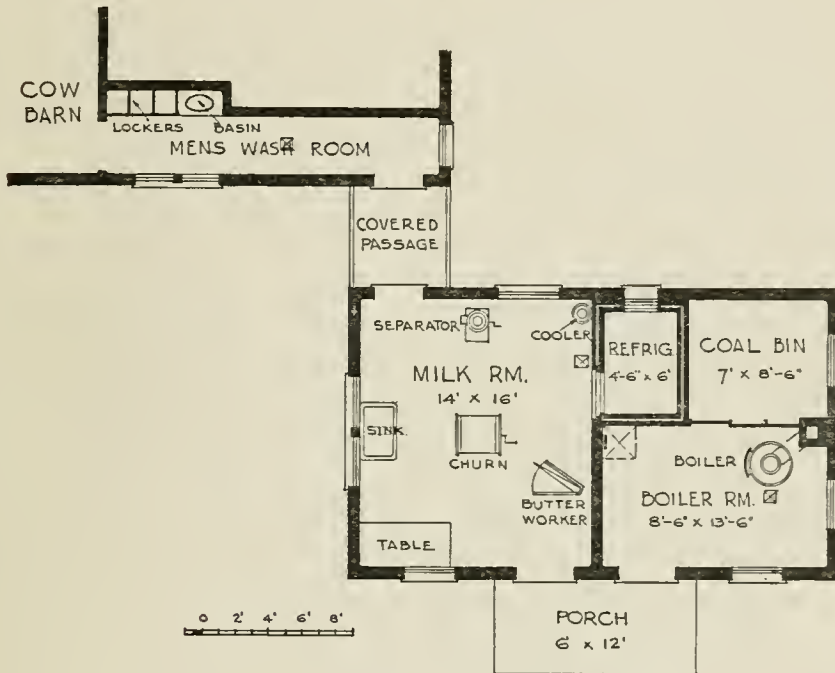 COW
BARN
LOCKERS
BASIN
MENS WASH ROOM
COVERED
PASSAGE
SEPARATOR
COOLER
REFRIG.
4'-6" x 6'
COAL BIN
7' x 8'-6"
MILK RM.
14' x 16'
SINK.
CHURN
BOILER
BUTTER
WORKER
BOILER RM.
8'-6" x 13'-6"
TABLE
0 2' 4' 6' 8'
PORCH
6' x 12'